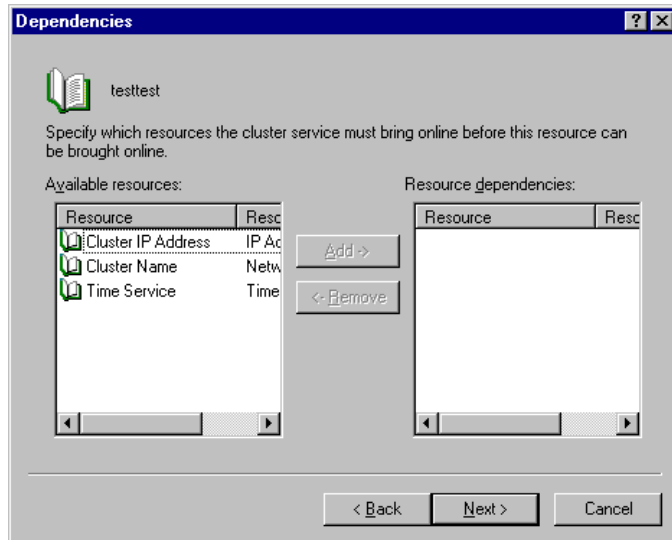 Dependencies
testtest
Specify which resources the cluster service must bring online before this resource can
be brought online.
Available resources:
Resource dependencies:
Resource Resc
Cluster IP Address IP Ac
Cluster Name Netw
Time Service Time
Resource Resc
Add ->
<- Remove
< Back
Next >
Cancel